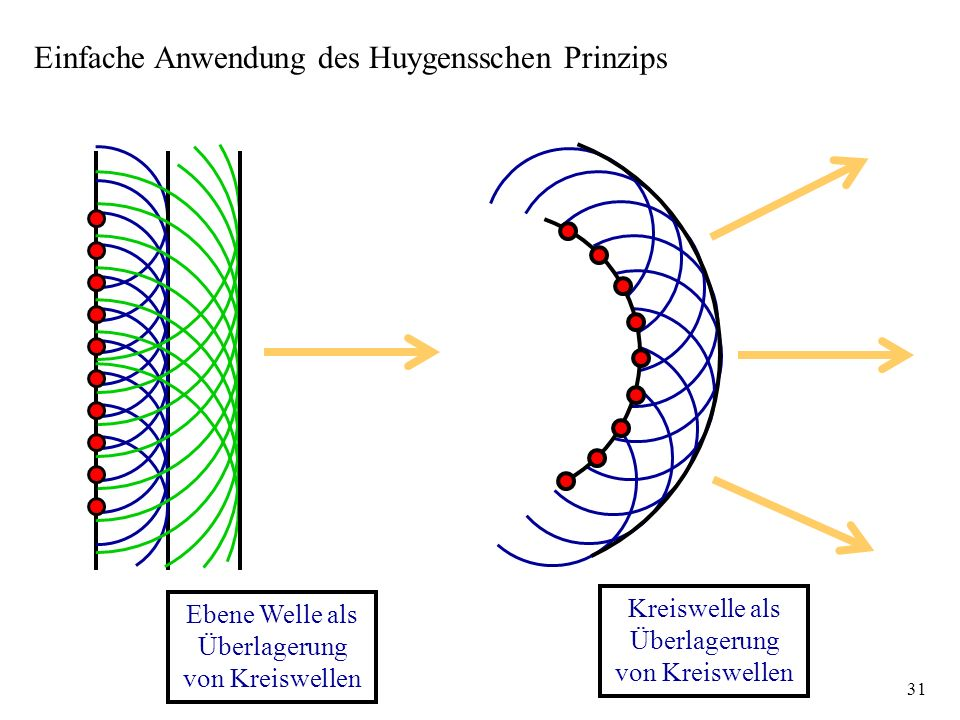 Einfache Anwendung des Huygensschen Prinzips
Ebene Welle als
Überlagerung
von Kreiswellen
Kreiswelle als
Überlagerung
von Kreiswellen
31